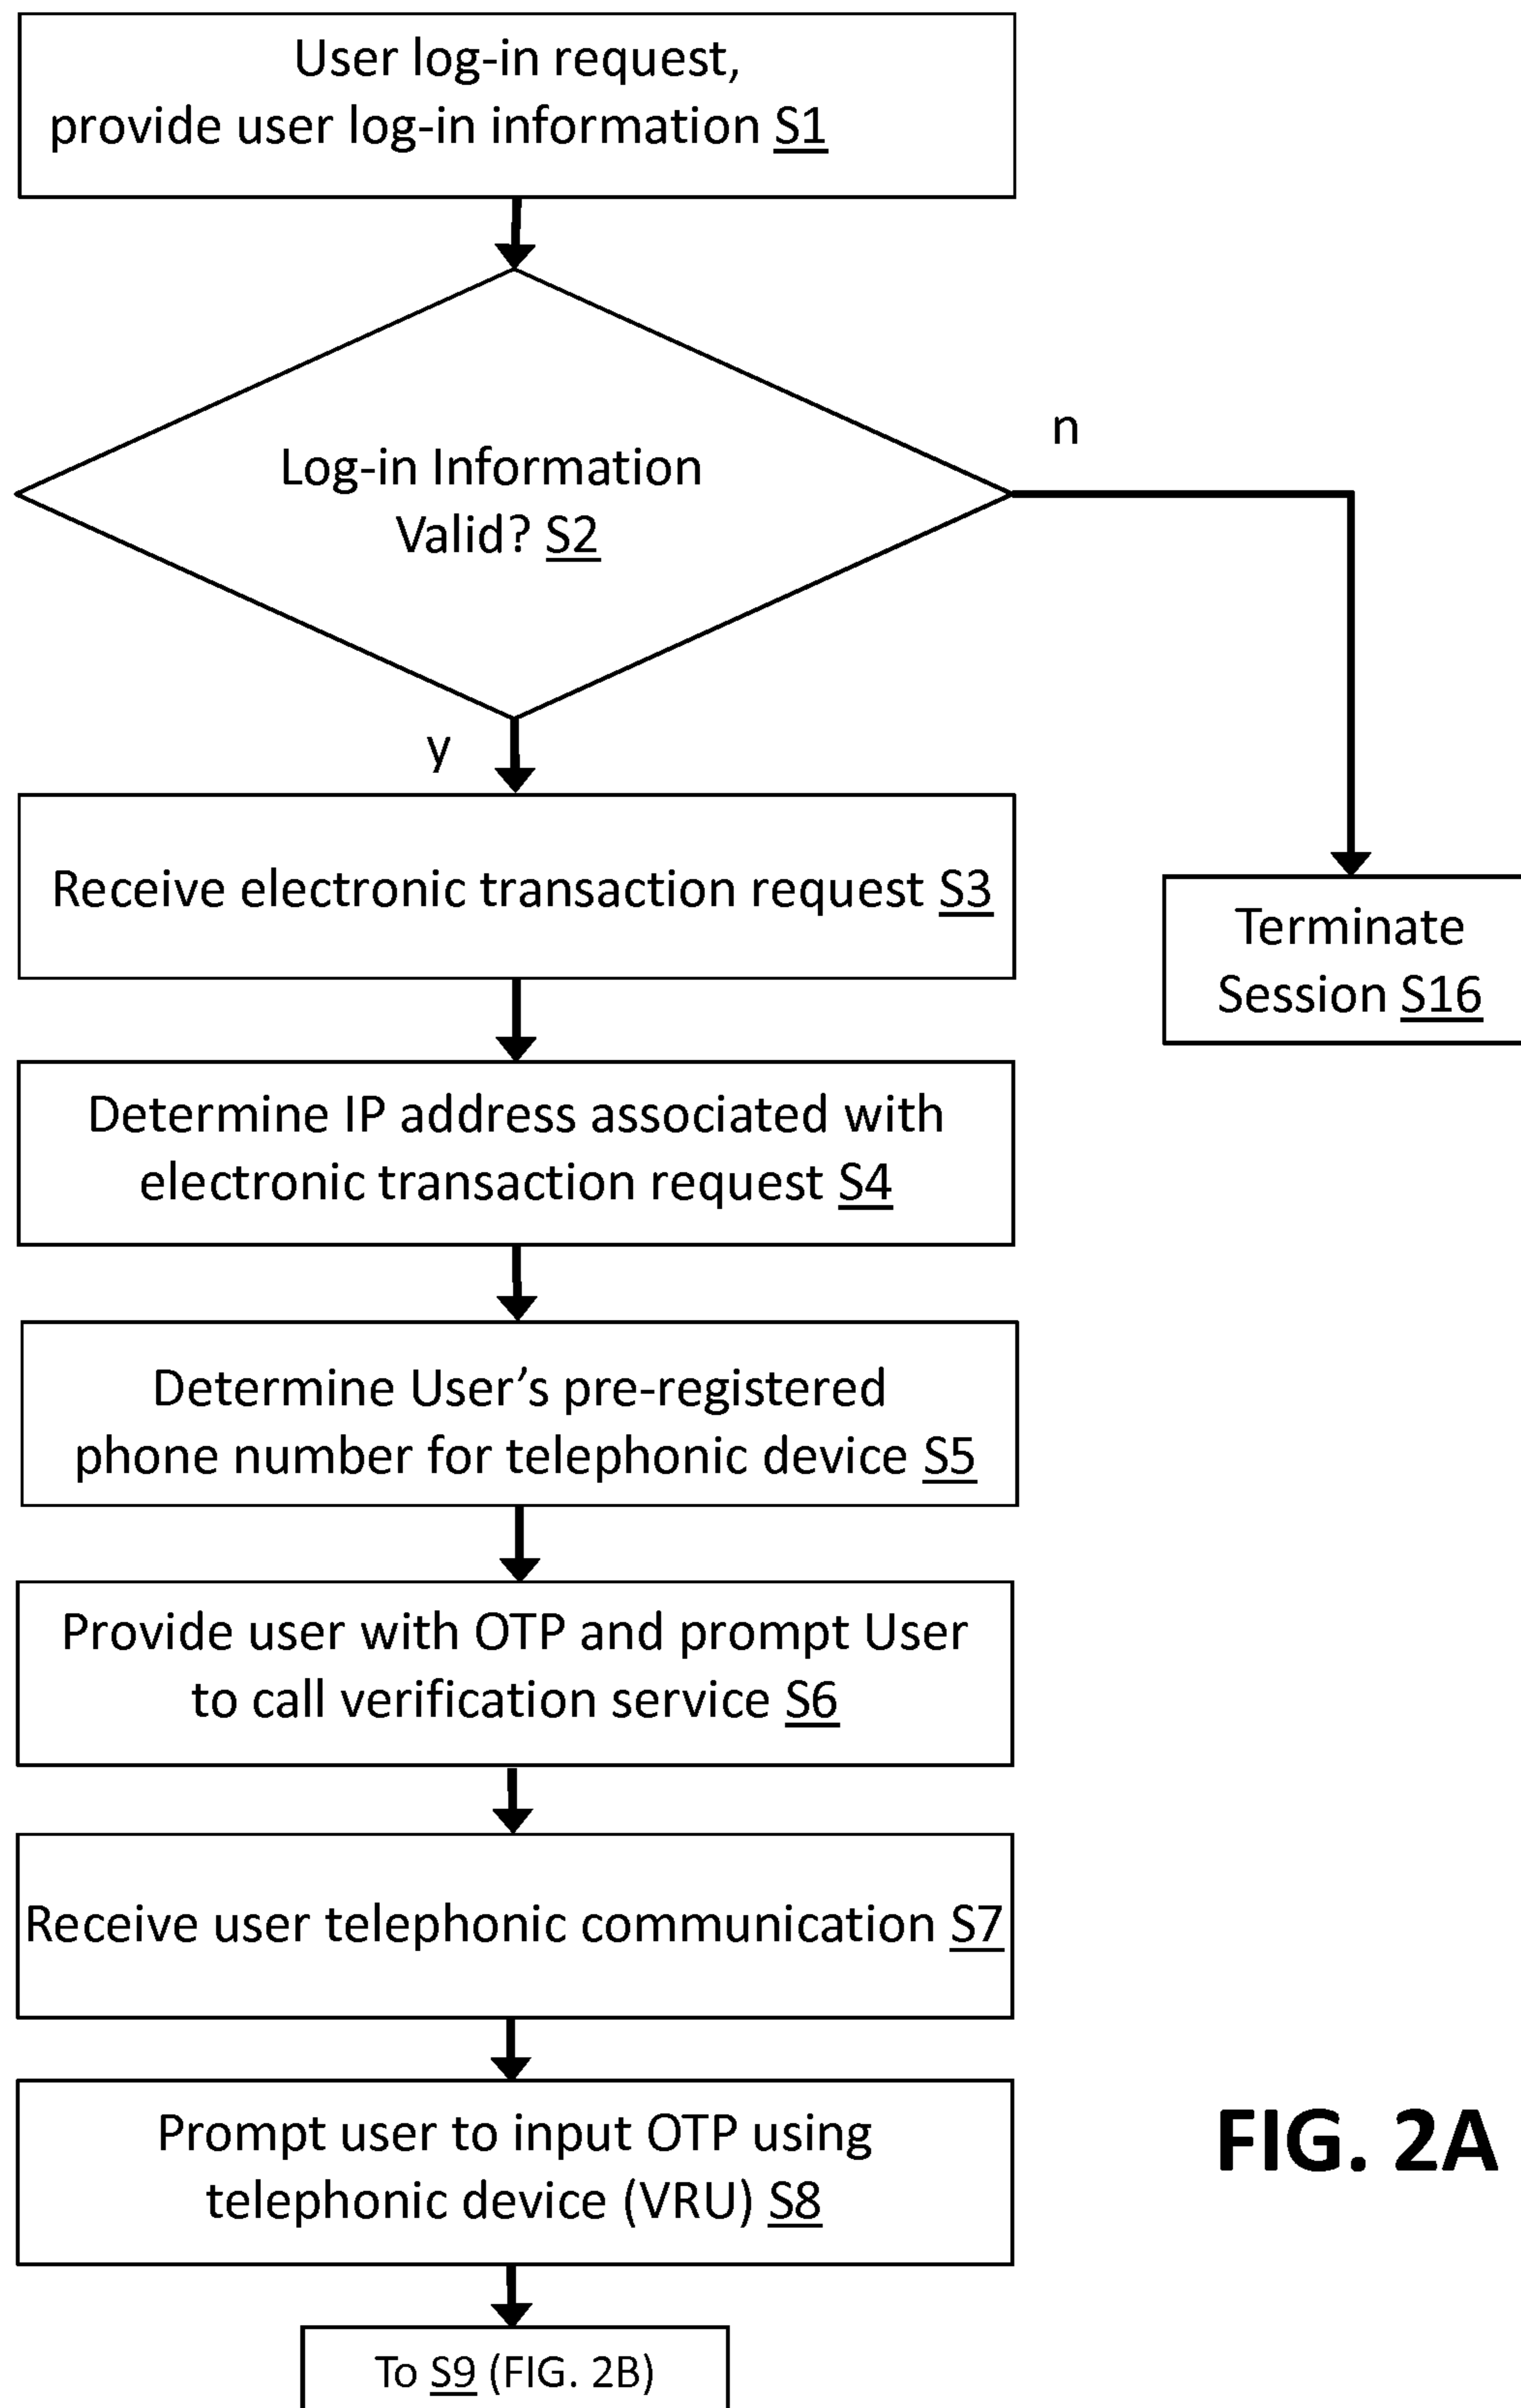 User log-in request,
provide user log-in information S1
Log-in Information
Valid? S2
n
y
Receive electronic transaction request S3
Terminate
Session S16
Determine IP address associated with
electronic transaction request S4
Determine User’s pre-registered
phone number for telephonic device S5
Provide user with OTP and prompt User
to call verification service S6
Receive user telephonic communication S7
Prompt user to input OTP using
telephonic device (VRU) S8
FIG. 2A
To S9 (FIG. 2B)